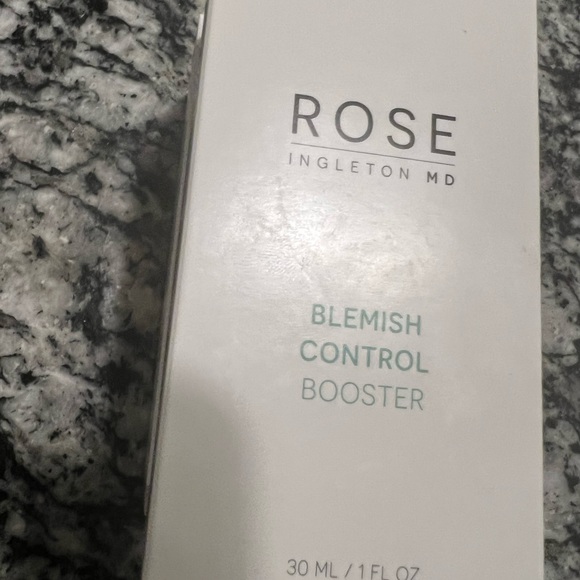 ROSE
INGLETON MD
BLEMISH
CONTROL
BOOSTER
30 ML / 1 FL OZ